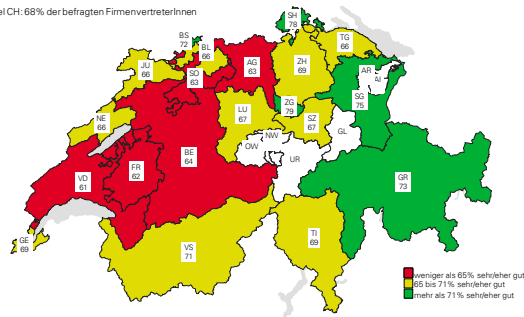 el CH: 68% der befragten FirmenvertreterInnen
SH
78
BS
72
BL
66
TG
66
JU
66
SO
63
AG
63
ZH
69
AR
AI
SG
75
ZG
79
NE
66
LU
67
SZ
67
NW
OW
GL
BE
64
UR
FR
62
VD
61
GR
73
GE
69
VS
71
TI
69
weniger als 65% sehr/eher gut
65 bis 71% sehr/eher gut
mehr als 71% sehr/eher gut